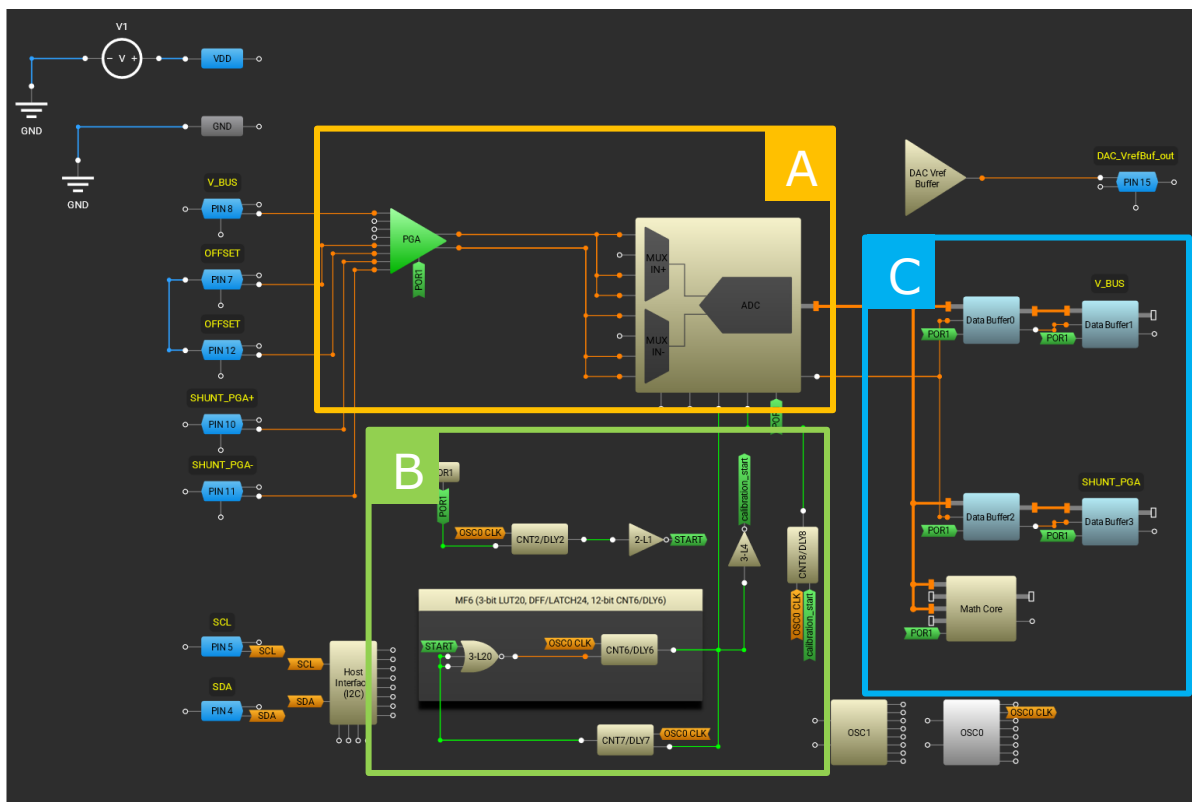 V1
− V +
VDD
GND
GND
GND
V_BUS
PIN 8
OFFSET
PIN 7
OFFSET
PIN 12
SHUNT_PGA+
PIN 10
SHUNT_PGA-
PIN 11
A
PGA
POR1
MUX
IN+
MUX
IN-
ADC
DAC Vref
Buffer
DAC_VrefBuf_out
PIN 15
C
V_BUS
Data Buffer0
Data Buffer1
POR1
POR1
SHUNT_PGA
Data Buffer2
Data Buffer3
POR1
POR1
Math Core
POR1
B
POR1
OSC0 CLK
CNT2/DLY2
2-L1
START
calibration_start
3-L4
CNT8/DLY8
OSC0 CLK
calibration_start
MF6 (3-bit LUT20, DFF/LATCH24, 12-bit CNT6/DLY6)
START
3-L20
OSC0 CLK
CNT6/DLY6
CNT7/DLY7
OSC0 CLK
SCL
PIN 5
SCL
SCL
SDA
PIN 4
SDA
SDA
Host
Interface
(I2C)
OSC1
OSC0
OSC0 CLK